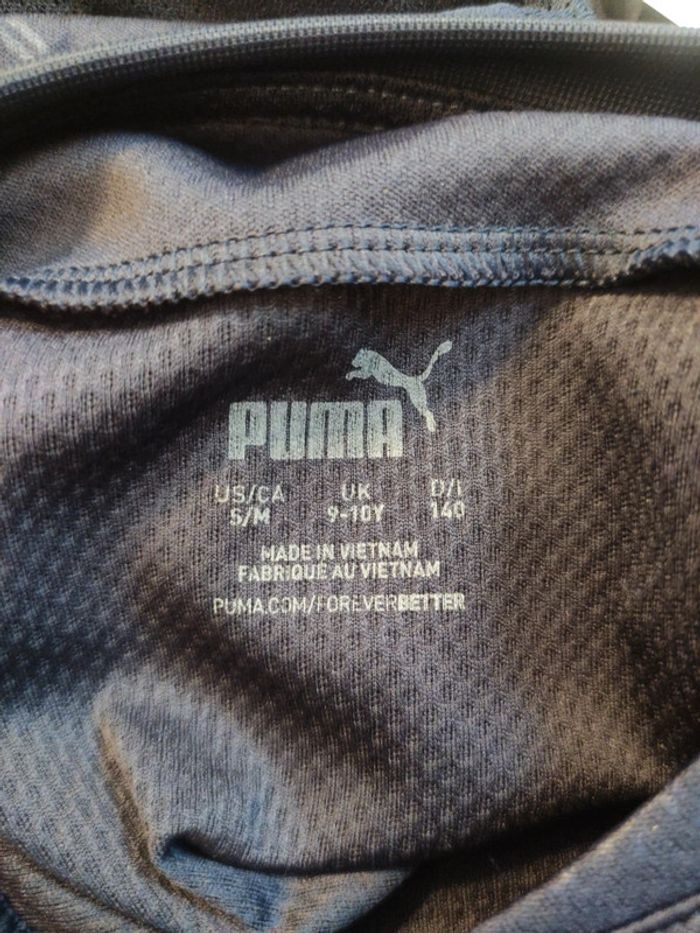 PUMA
US/CA UK D/I
S/M 9-10Y 140
MADE IN VIETNAM
FABRIQUÉ AU VIETNAM
PUMA.COM/FOREVERBETTER